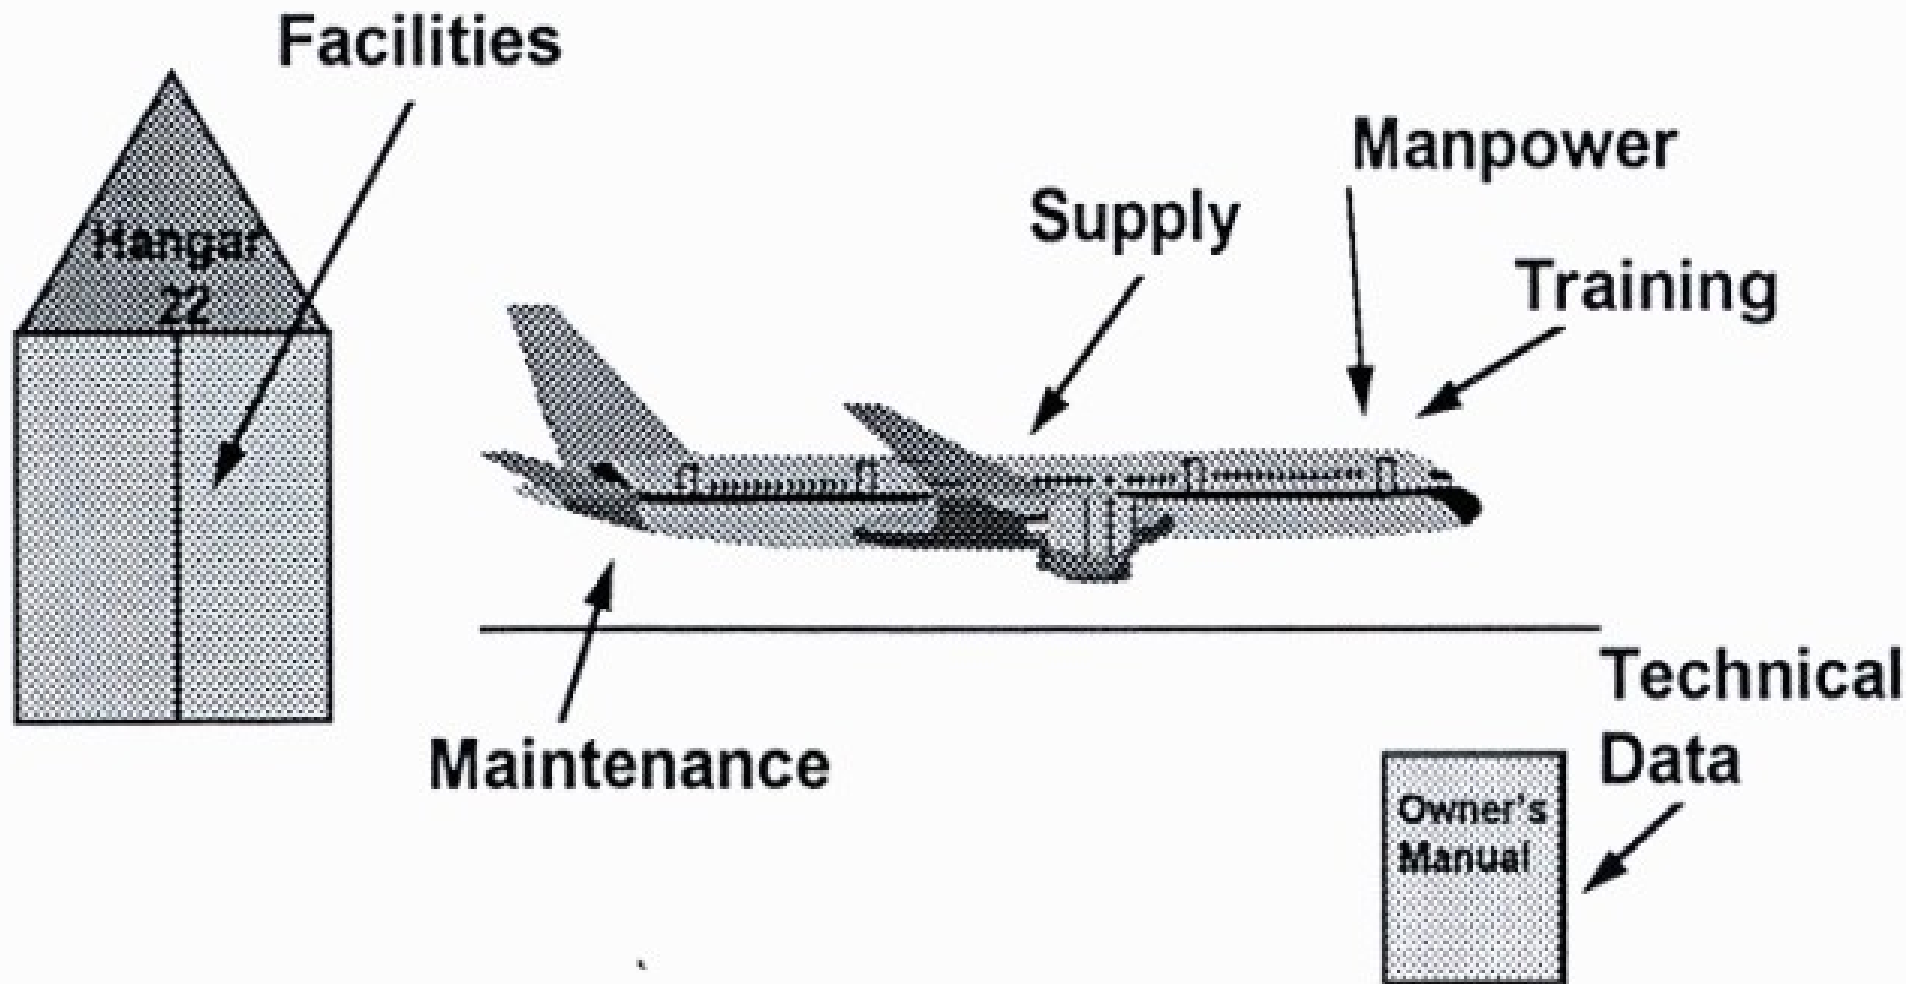 Facilities
Manpower
Supply
Hangar
22
Training
Technical
Data
Maintenance
Owner's
Manual